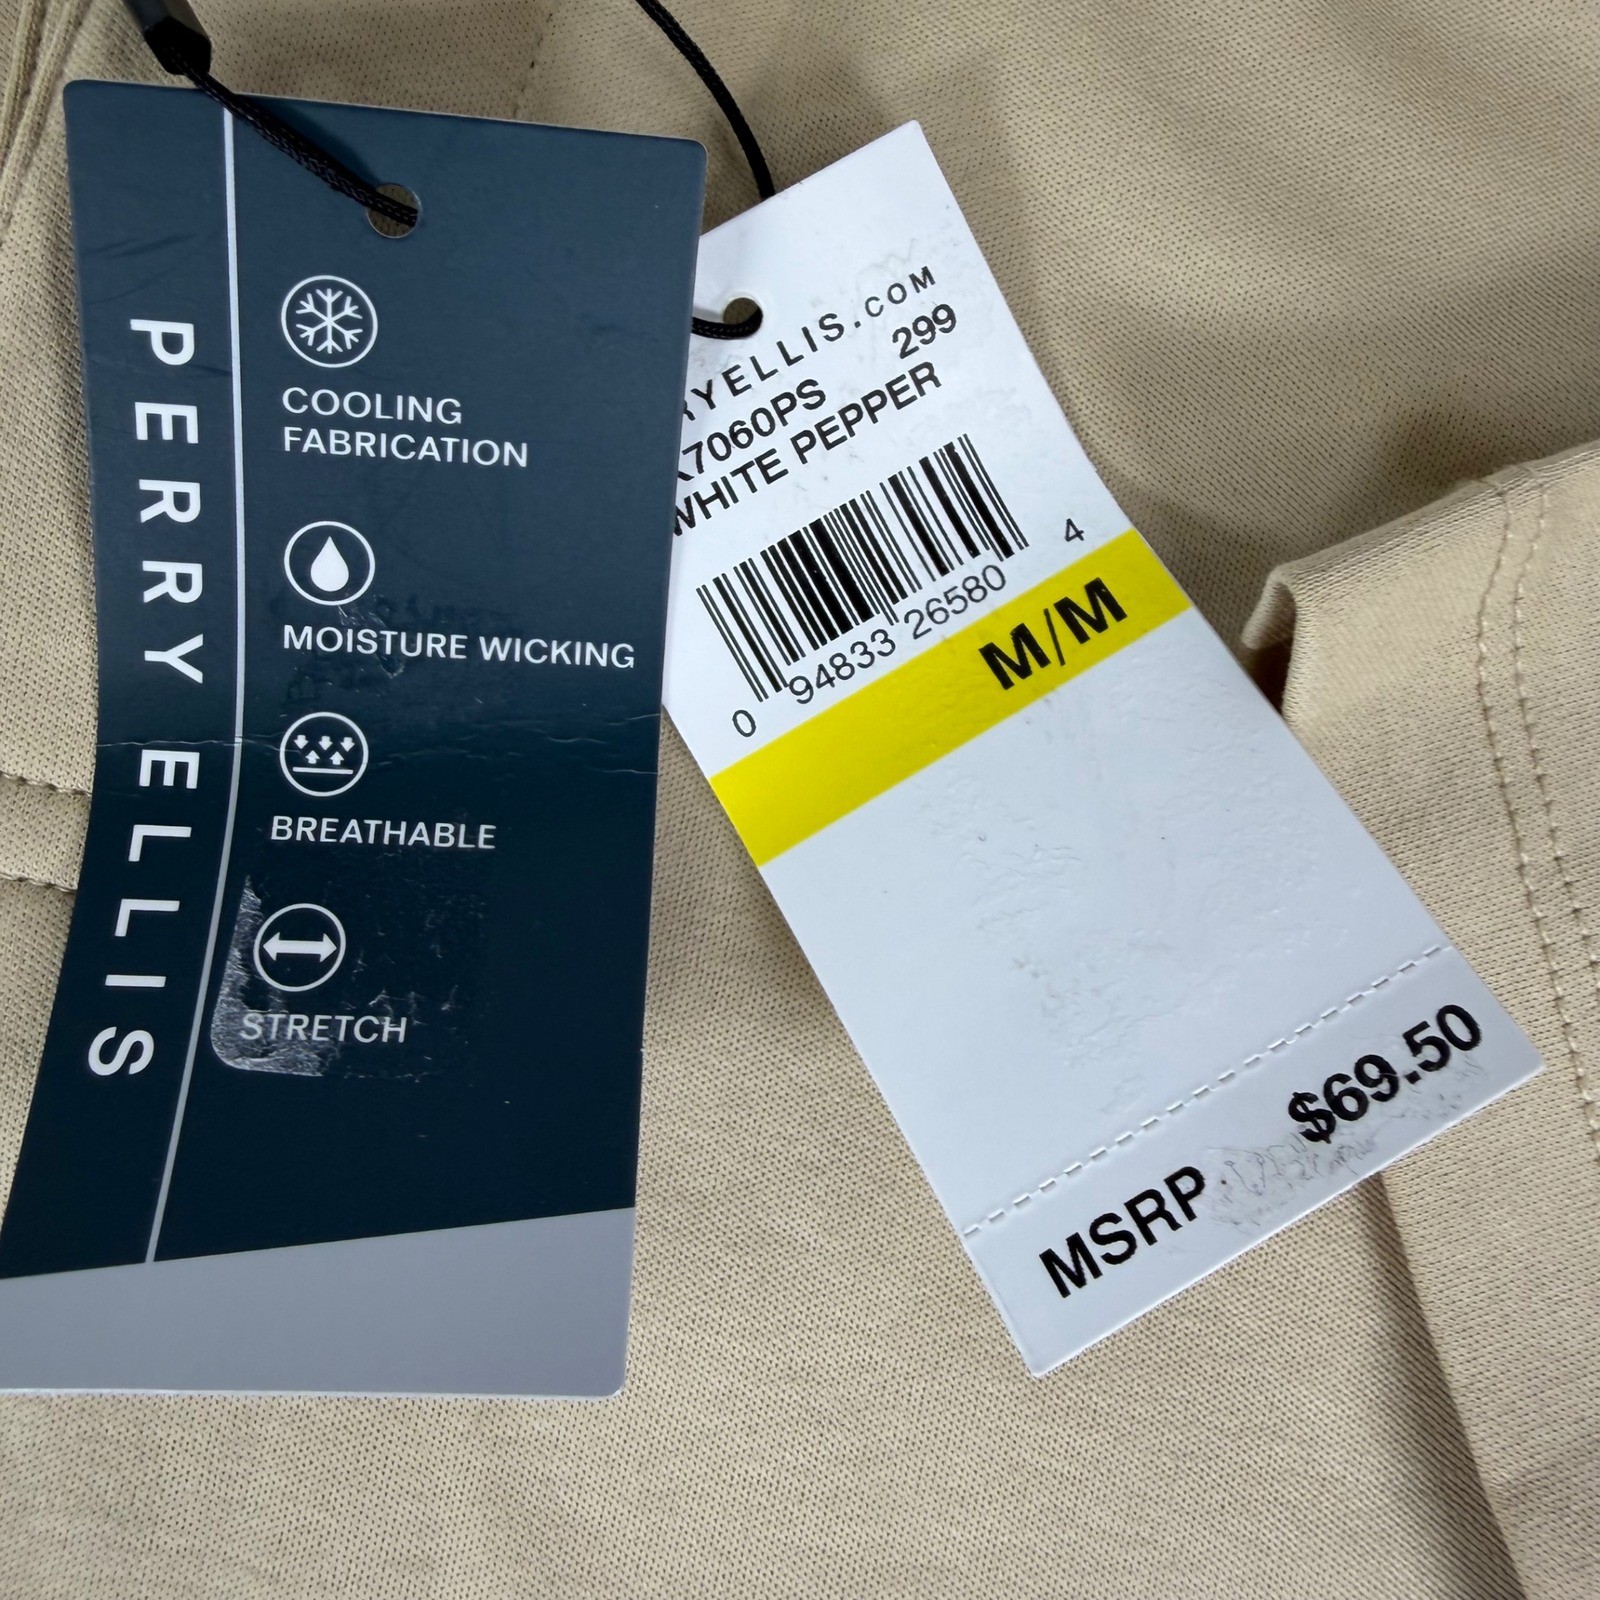 PERRY ELLIS
COOLING
FABRICATION
MOISTURE WICKING
BREATHABLE
STRETCH
RYELLIS.COM
7060PS 299
WHITE PEPPER
0 94833 26580 4
M/M
MSRP $69.50